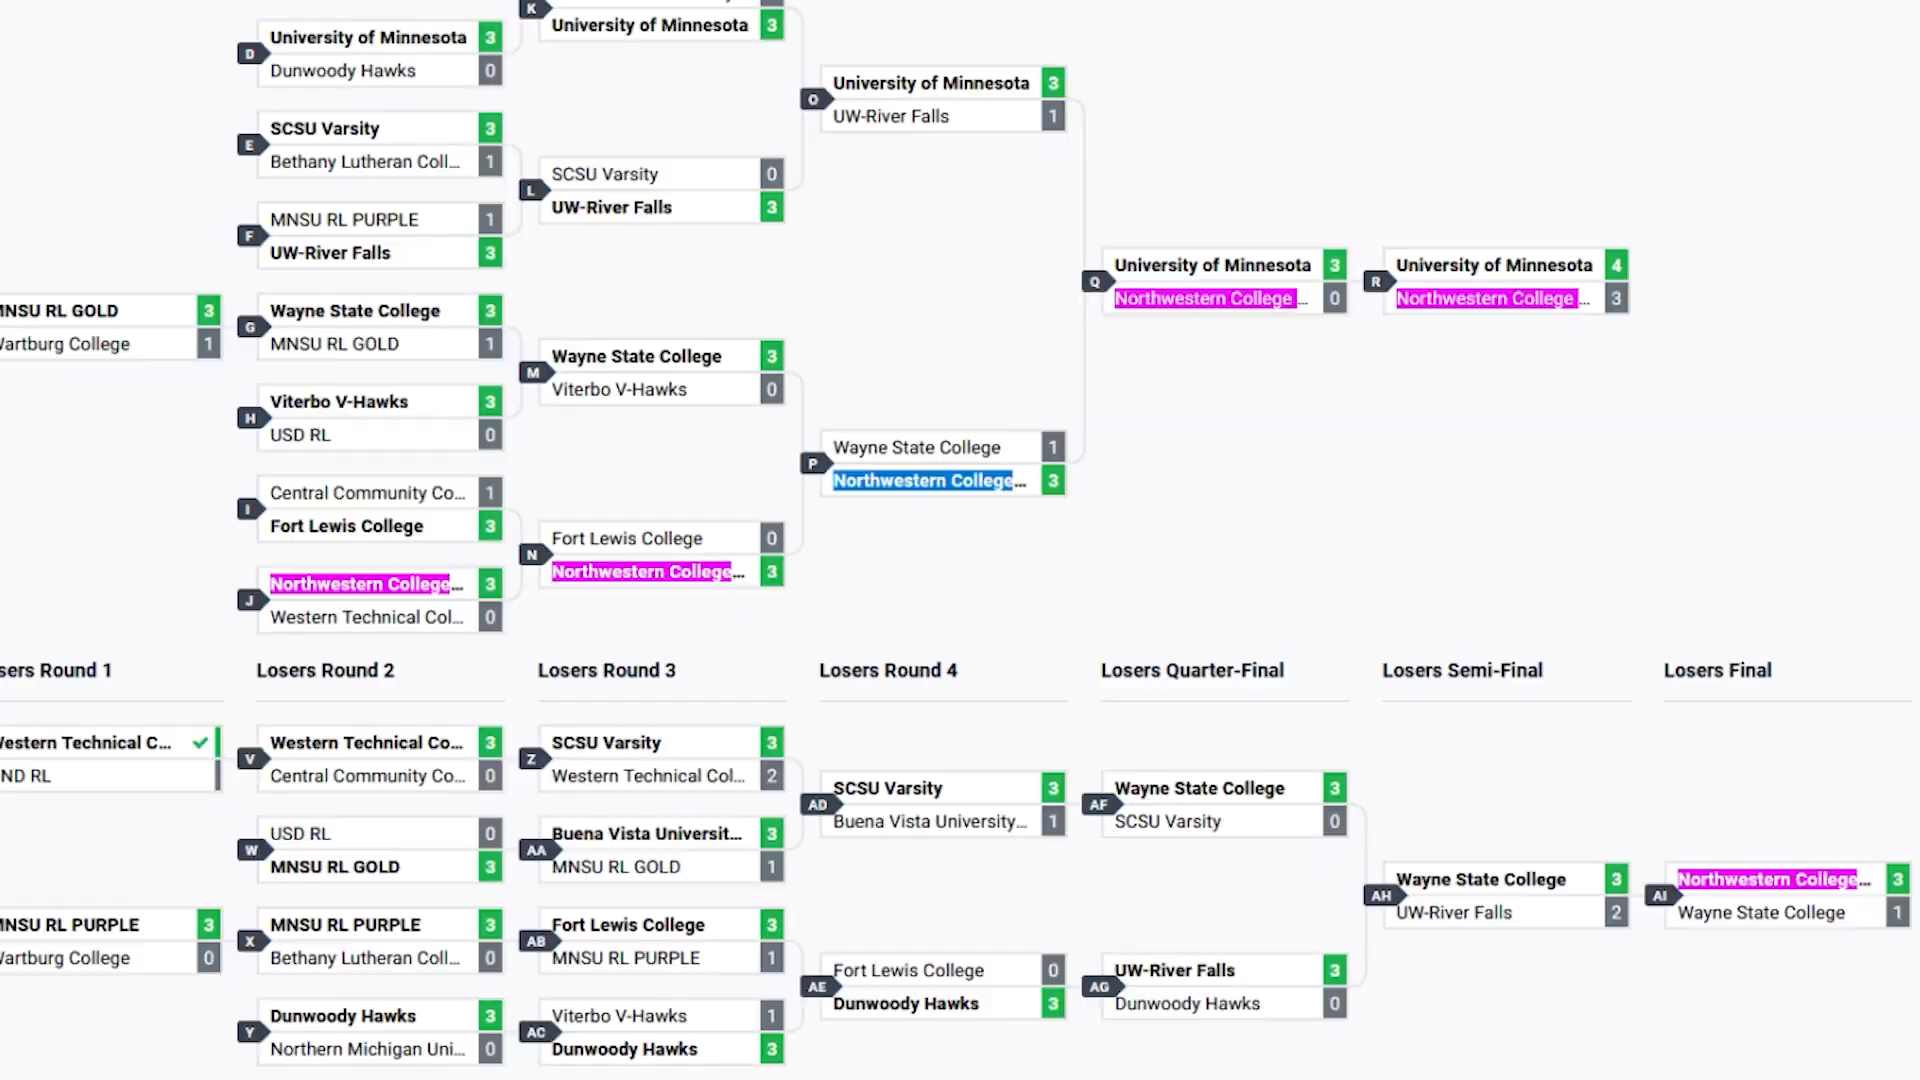 K
University of Minnesota 3
D
University of Minnesota 3
Dunwoody Hawks 0
E
SCSU Varsity 3
Bethany Lutheran Coll... 1
F
MNSU RL PURPLE 1
UW-River Falls 3
MNSU RL GOLD 3
Wartburg College 1
G
Wayne State College 3
MNSU RL GOLD 1
H
Viterbo V-Hawks 3
USD RL 0
I
Central Community Co... 1
Fort Lewis College 3
J
Northwestern College... 3
Western Technical Col... 0
L
SCSU Varsity 0
UW-River Falls 3
M
Wayne State College 3
Viterbo V-Hawks 0
N
Fort Lewis College 0
Northwestern College... 3
O
University of Minnesota 3
UW-River Falls 1
P
Wayne State College 1
Northwestern College... 3
Q
University of Minnesota 3
Northwestern College ... 0
R
University of Minnesota 4
Northwestern College ... 3
sers Round 1
Losers Round 2
Losers Round 3
Losers Round 4
Losers Quarter-Final
Losers Semi-Final
Losers Final
Western Technical C...
ND RL
MNSU RL PURPLE 3
Wartburg College 0
V
Western Technical Co... 3
Central Community Co... 0
W
USD RL 0
MNSU RL GOLD 3
X
MNSU RL PURPLE 3
Bethany Lutheran Coll... 0
Y
Dunwoody Hawks 3
Northern Michigan Uni... 0
Z
SCSU Varsity 3
Western Technical Col... 2
AA
Buena Vista Universit... 3
MNSU RL GOLD 1
AB
Fort Lewis College 3
MNSU RL PURPLE 1
AC
Viterbo V-Hawks 1
Dunwoody Hawks 3
AD
SCSU Varsity 3
Buena Vista University... 1
AE
Fort Lewis College 0
Dunwoody Hawks 3
AF
Wayne State College 3
SCSU Varsity 0
AG
UW-River Falls 3
Dunwoody Hawks 0
AH
Wayne State College 3
UW-River Falls 2
AI
Northwestern College... 3
Wayne State College 1